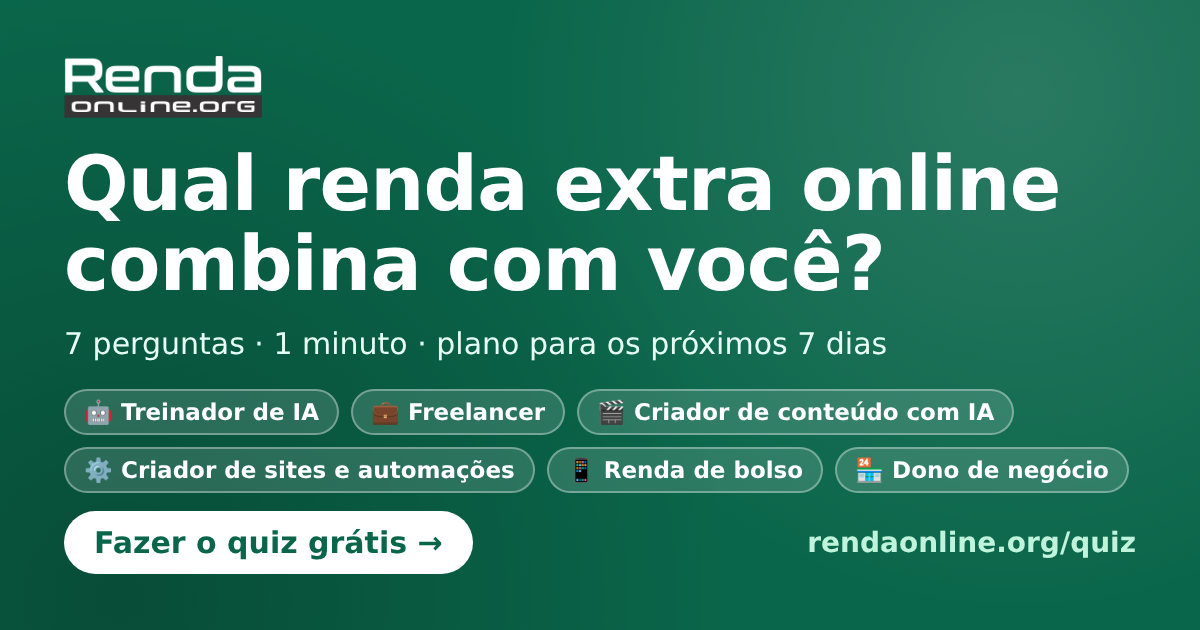 Renda
online.org
Qual renda extra online
combina com você?
7 perguntas · 1 minuto · plano para os próximos 7 dias
🤖 Treinador de IA 💼 Freelancer 🎬 Criador de conteúdo com IA
⚙️ Criador de sites e automações 📱 Renda de bolso 🏪 Dono de negócio
Fazer o quiz grátis → rendaonline.org/quiz